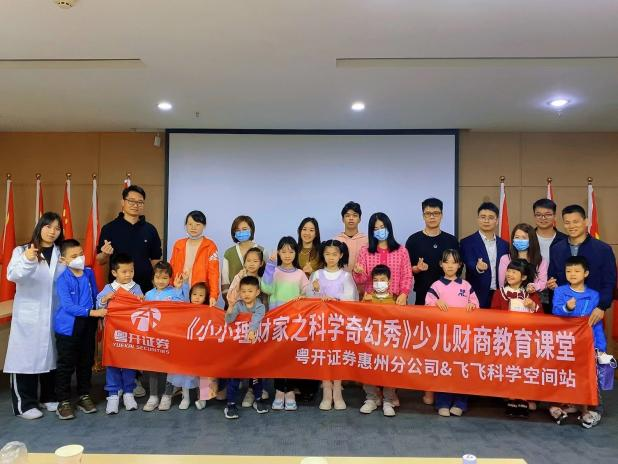 《小小理财家之科学奇幻秀》少儿财商教育课堂
粤开证券
YUEKAI SECURITIES
粤开证券惠州分公司&飞飞科学空间站